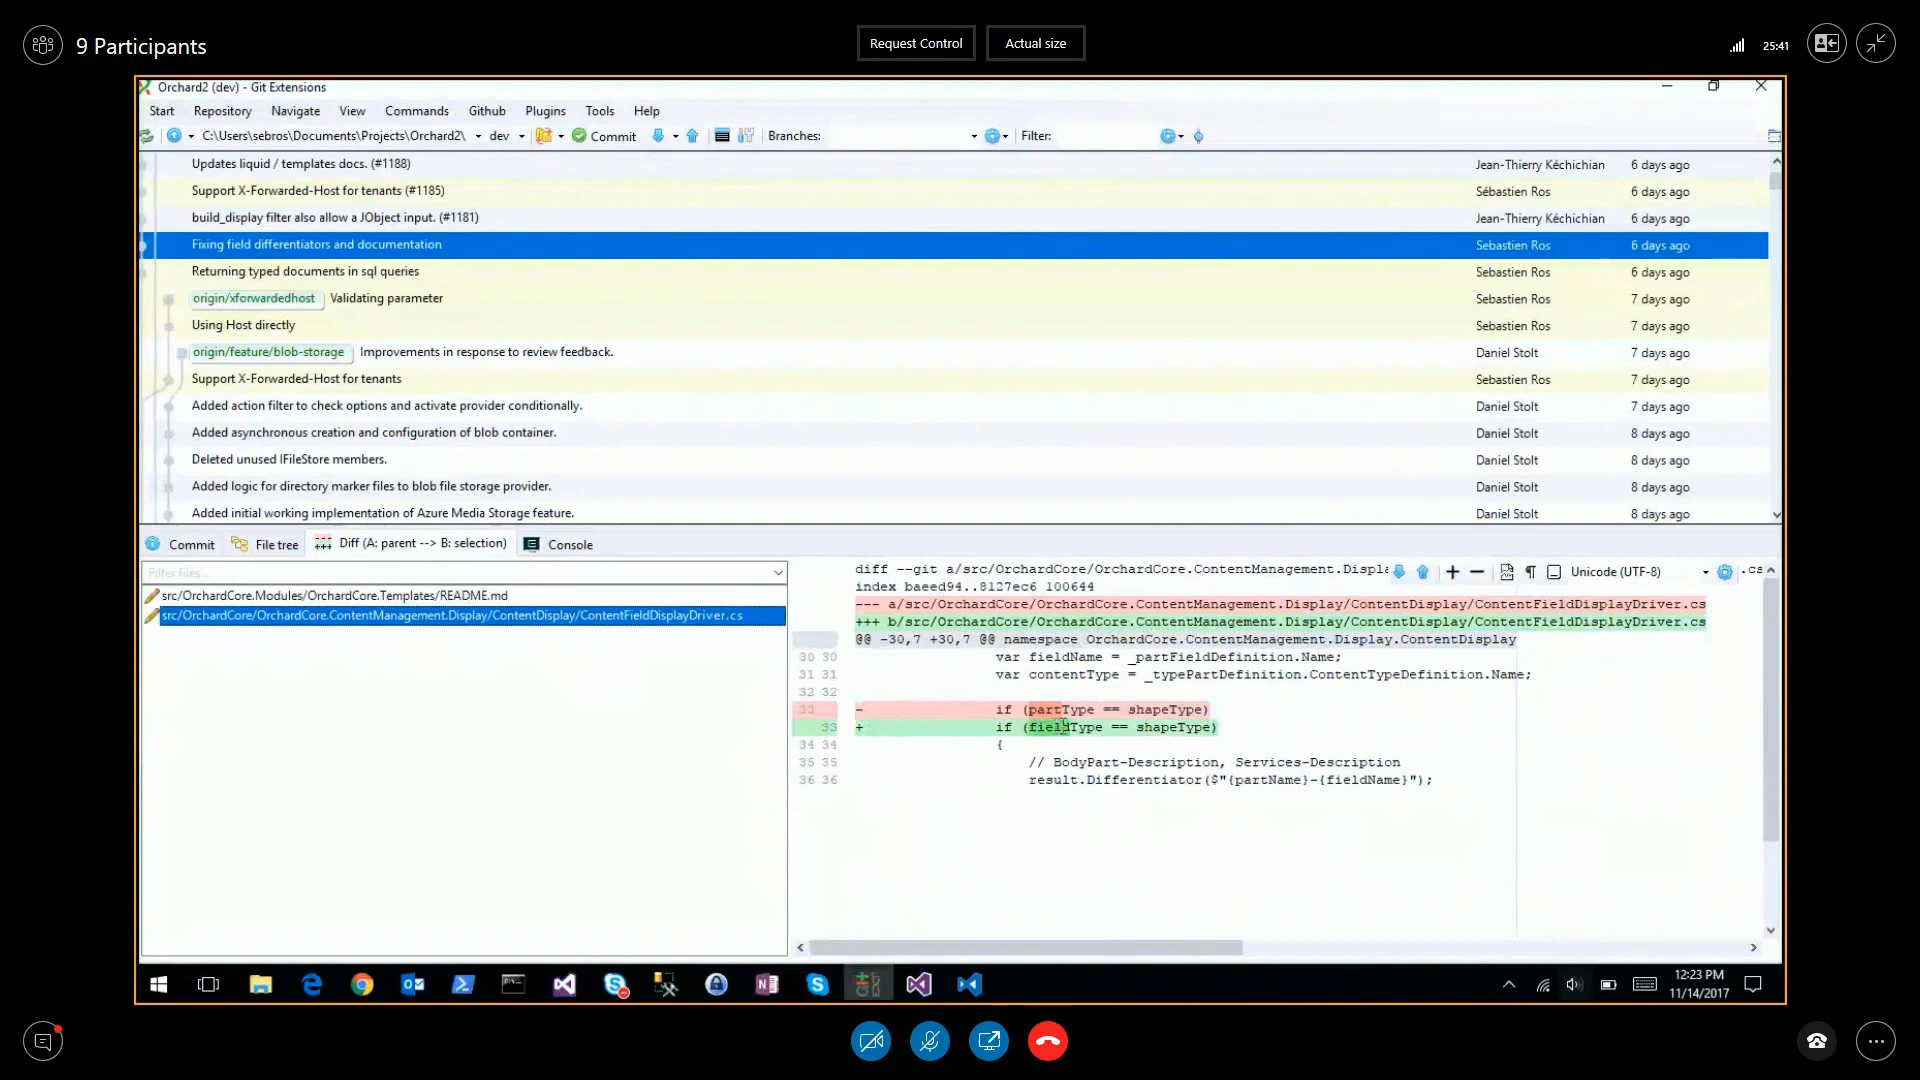 9 Participants
Request Control
Actual size
25:41
Orchard2 (dev) - Git Extensions
Start Repository Navigate View Commands Github Plugins Tools Help
C:\Users\sebros\Documents\Projects\Orchard2\ dev Commit Branches: Filter:
Updates liquid / templates docs. (#1188) Jean-Thierry Kéchichian 6 days ago
Support X-Forwarded-Host for tenants (#1185) Sébastien Ros 6 days ago
build_display filter also allow a JObject input. (#1181) Jean-Thierry Kéchichian 6 days ago
Fixing field differentiators and documentation Sebastien Ros 6 days ago
Returning typed documents in sql queries Sebastien Ros 6 days ago
origin/xforwardedhost Validating parameter Sebastien Ros 7 days ago
Using Host directly Sebastien Ros 7 days ago
origin/feature/blob-storage Improvements in response to review feedback. Daniel Stolt 7 days ago
Support X-Forwarded-Host for tenants Sebastien Ros 7 days ago
Added action filter to check options and activate provider conditionally. Daniel Stolt 7 days ago
Added asynchronous creation and configuration of blob container. Daniel Stolt 8 days ago
Deleted unused IFileStore members. Daniel Stolt 8 days ago
Added logic for directory marker files to blob file storage provider. Daniel Stolt 8 days ago
Added initial working implementation of Azure Media Storage feature. Daniel Stolt 8 days ago
Commit File tree Diff (A: parent --> B: selection) Console
Filter files...
src/OrchardCore.Modules/OrchardCore.Templates/README.md
src/OrchardCore/OrchardCore.ContentManagement.Display/ContentDisplay/ContentFieldDisplayDriver.cs
diff --git a/src/OrchardCore/OrchardCore.ContentManagement.Displa Unicode (UTF-8) .cs
index baeed94..8127ec6 100644
--- a/src/OrchardCore/OrchardCore.ContentManagement.Display/ContentDisplay/ContentFieldDisplayDriver.cs
+++ b/src/OrchardCore/OrchardCore.ContentManagement.Display/ContentDisplay/ContentFieldDisplayDriver.cs
@@ -30,7 +30,7 @@ namespace OrchardCore.ContentManagement.Display.ContentDisplay
30 30 var fieldName = _partFieldDefinition.Name;
31 31 var contentType = _typePartDefinition.ContentTypeDefinition.Name;
32 32
33 - if (partType == shapeType)
33 + if (fieldType == shapeType)
34 34 {
35 35 // BodyPart-Description, Services-Description
36 36 result.Differentiator($"{partName}-{fieldName}");
12:23 PM
11/14/2017